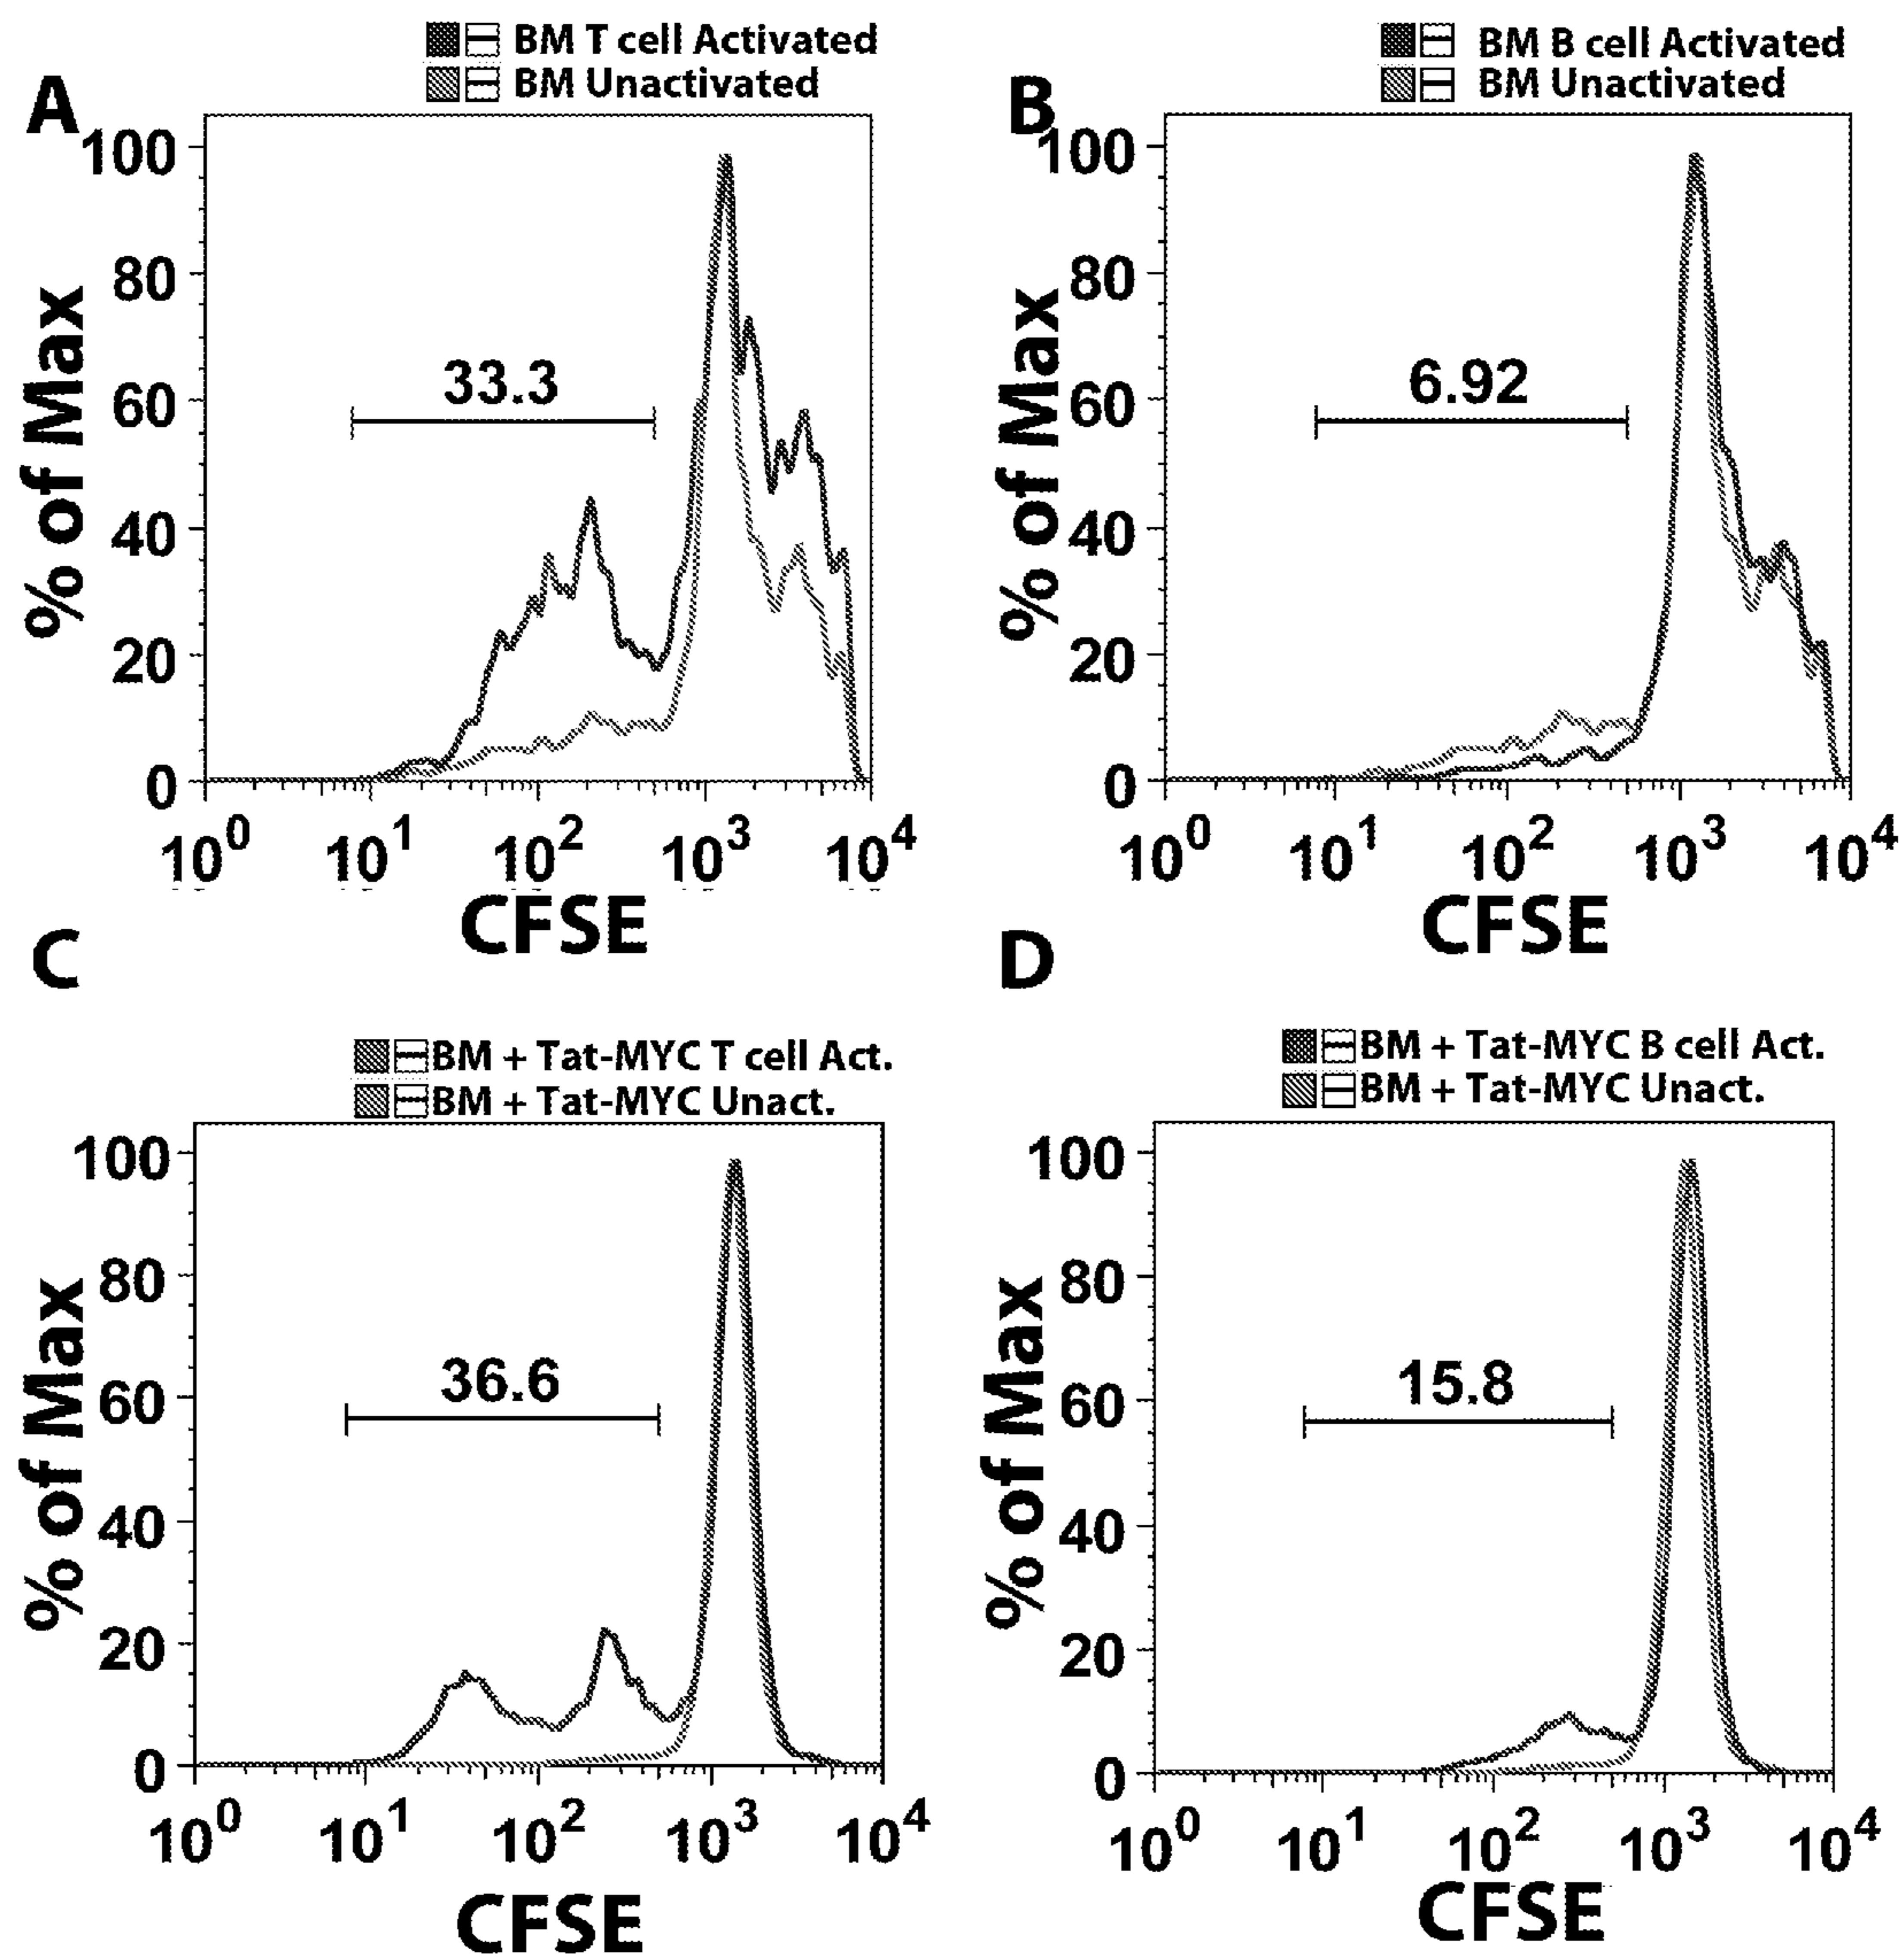 A
BM T cell Activated
BM Unactivated
100
80
60
40
20
0
% of Max
33.3
10^0 10^1 10^2 10^3 10^4
CFSE
B
BM B cell Activated
BM Unactivated
100
80
60
40
20
0
% of Max
6.92
10^0 10^1 10^2 10^3 10^4
CFSE
C
BM + Tat-MYC T cell Act.
BM + Tat-MYC Unact.
100
80
60
40
20
0
% of Max
36.6
10^0 10^1 10^2 10^3 10^4
CFSE
D
BM + Tat-MYC B cell Act.
BM + Tat-MYC Unact.
100
80
60
40
20
0
% of Max
15.8
10^0 10^1 10^2 10^3 10^4
CFSE